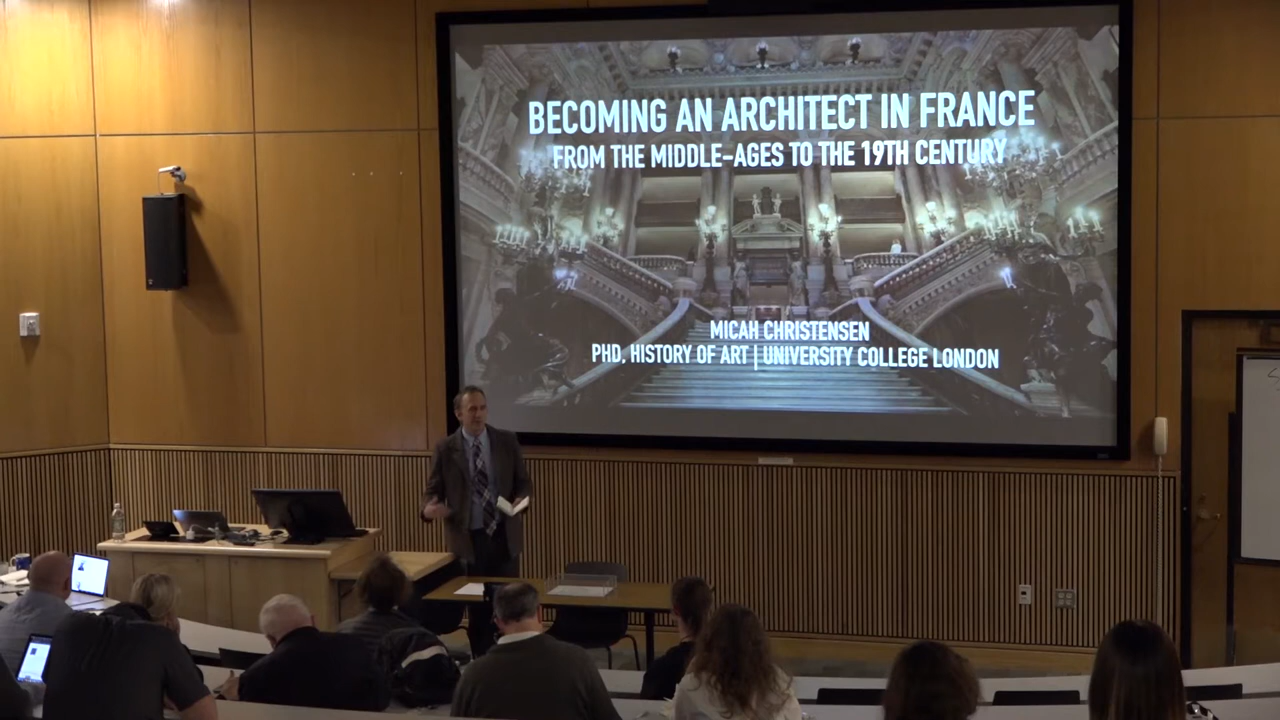 BECOMING AN ARCHITECT IN FRANCE
FROM THE MIDDLE-AGES TO THE 19TH CENTURY
MICAH CHRISTENSEN
PHD, HISTORY OF ART | UNIVERSITY COLLEGE LONDON